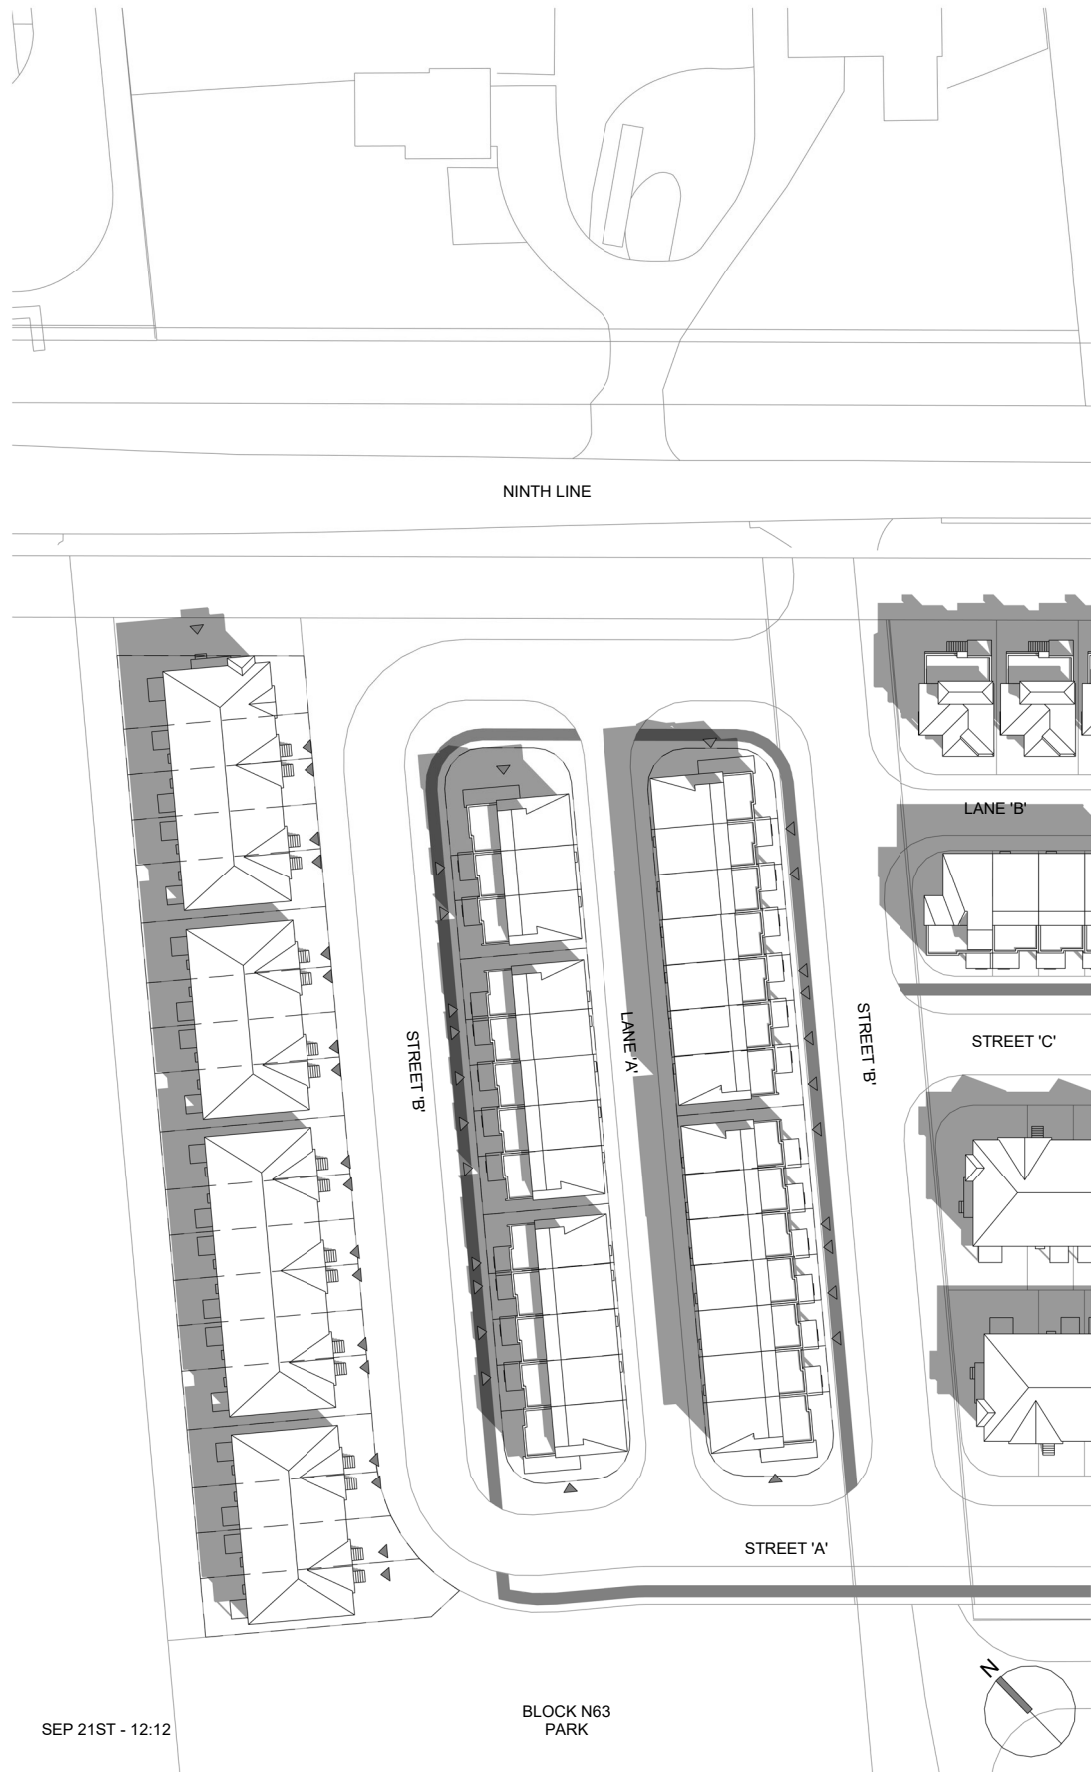 NINTH LINE
LANE 'B'
STREET 'B'
LANE 'A'
STREET 'B'
STREET 'C'
STREET 'A'
N
BLOCK N63
PARK
SEP 21ST - 12:12